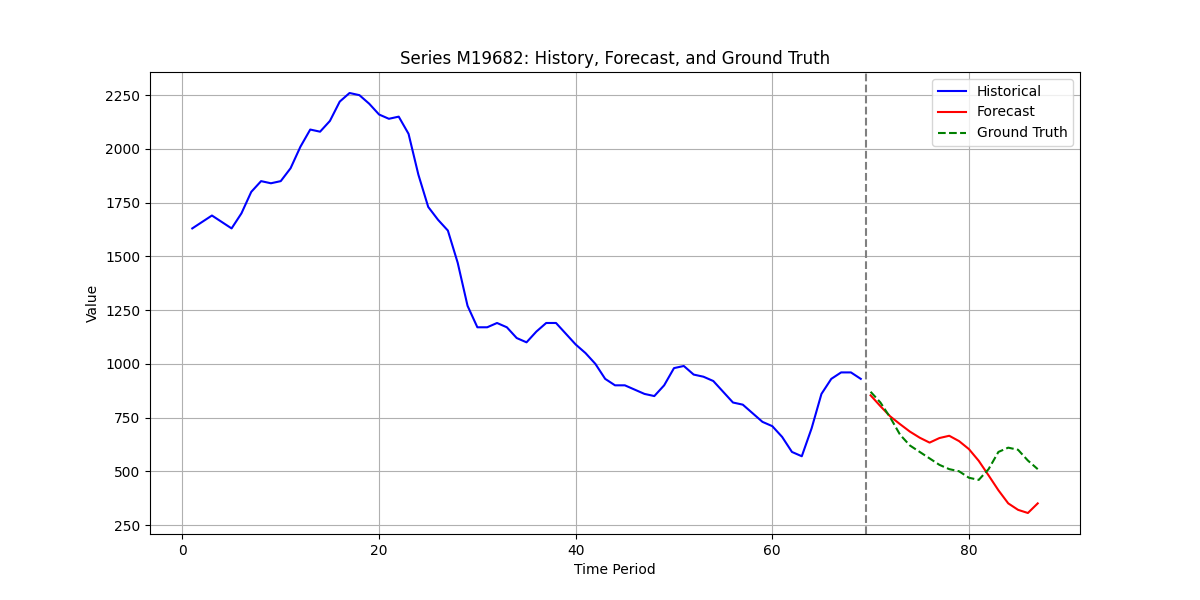 Series M19682: History, Forecast, and Ground Truth
Historical
Forecast
Ground Truth
2250
2000
1750
1500
1250
1000
750
500
250
Value
0 20 40 60 80
Time Period